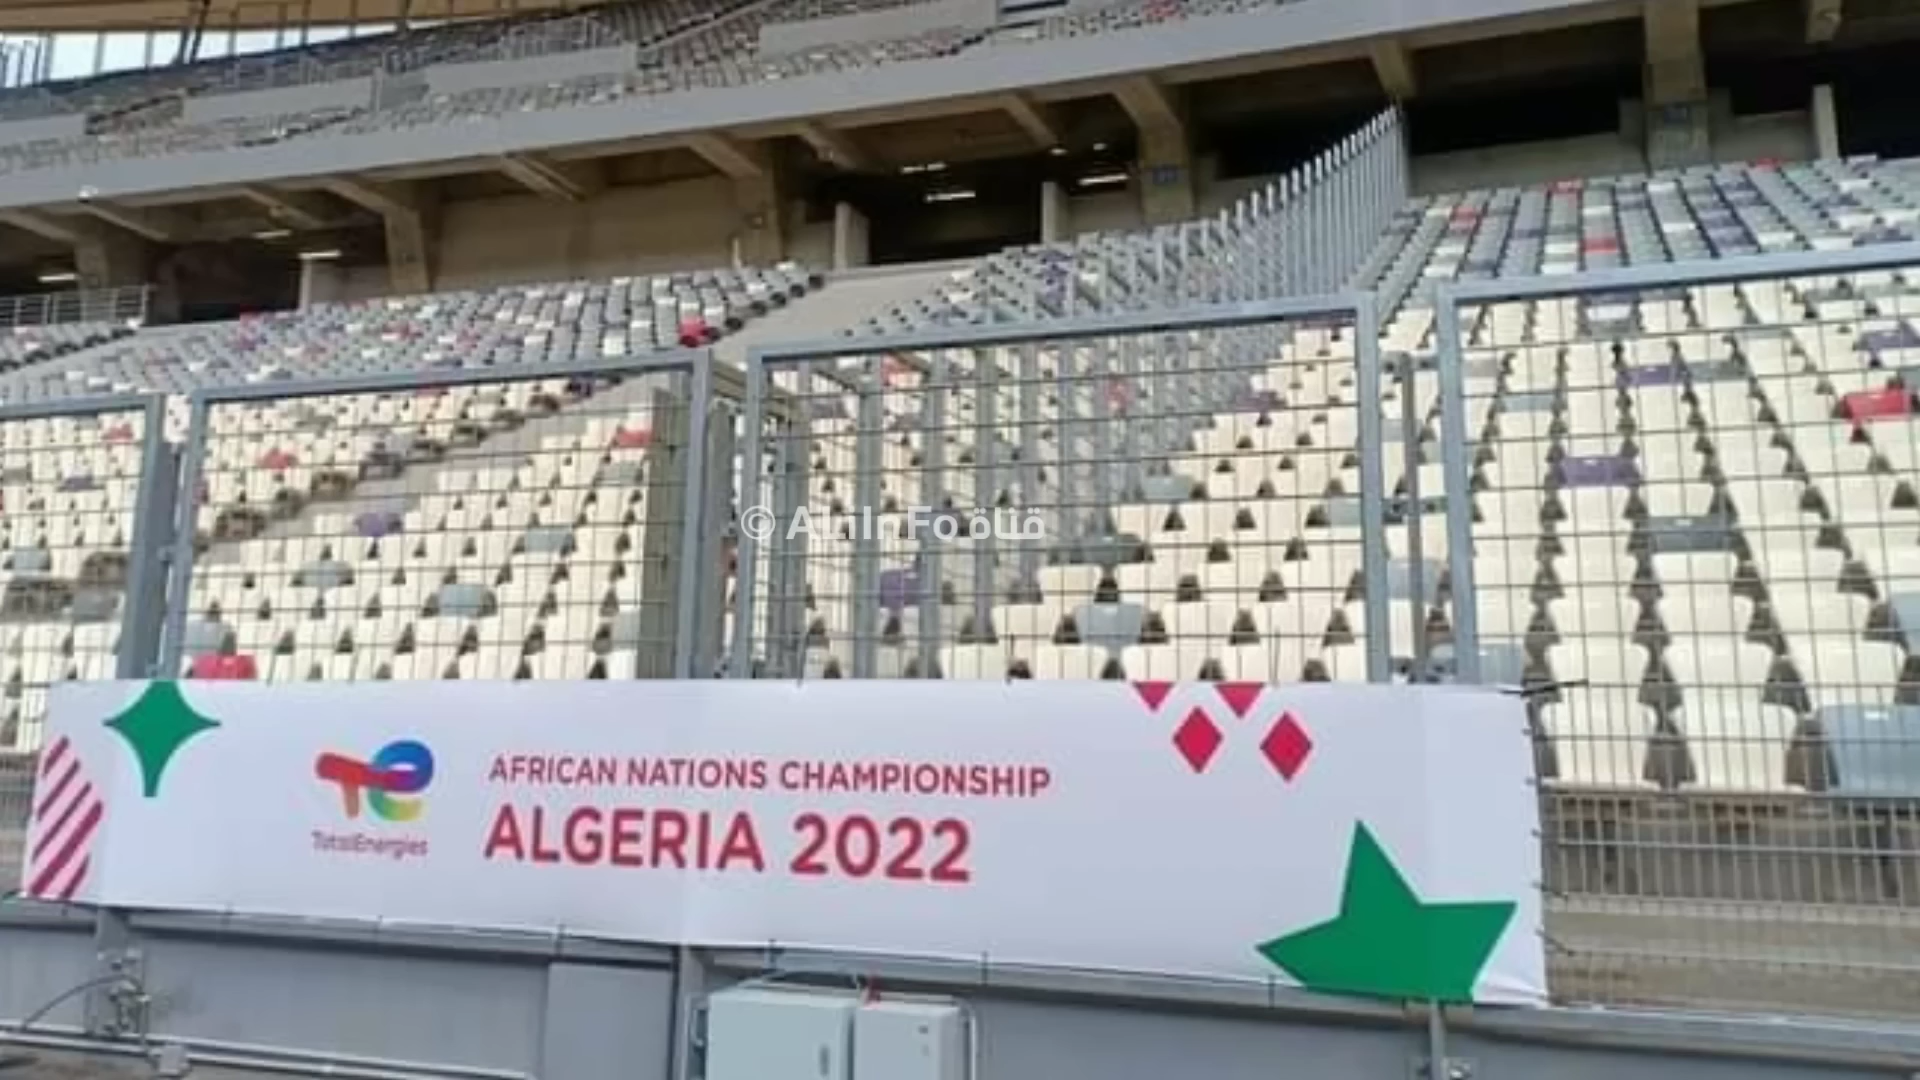 © AlnInFo قناة
AFRICAN NATIONS CHAMPIONSHIP
ALGERIA 2022
TotalEnergies